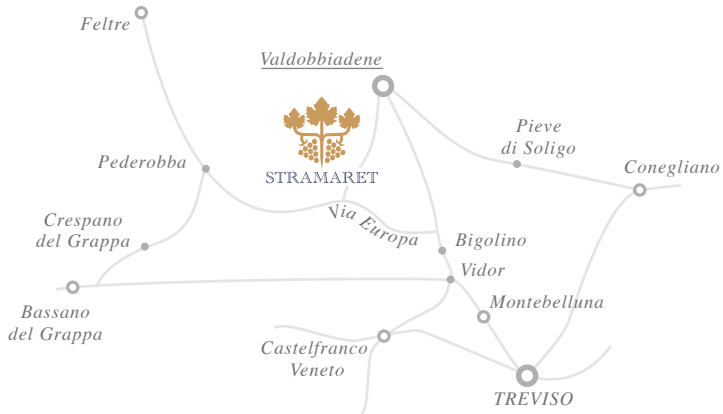 Feltre
Valdobbiadene
Pieve
di Soligo
Pederobba
Conegliano
STRAMARET
Crespano
del Grappa
Via Europa
Bigolino
Vidor
Bassano
del Grappa
Montebelluna
Castelfranco
Veneto
TREVISO